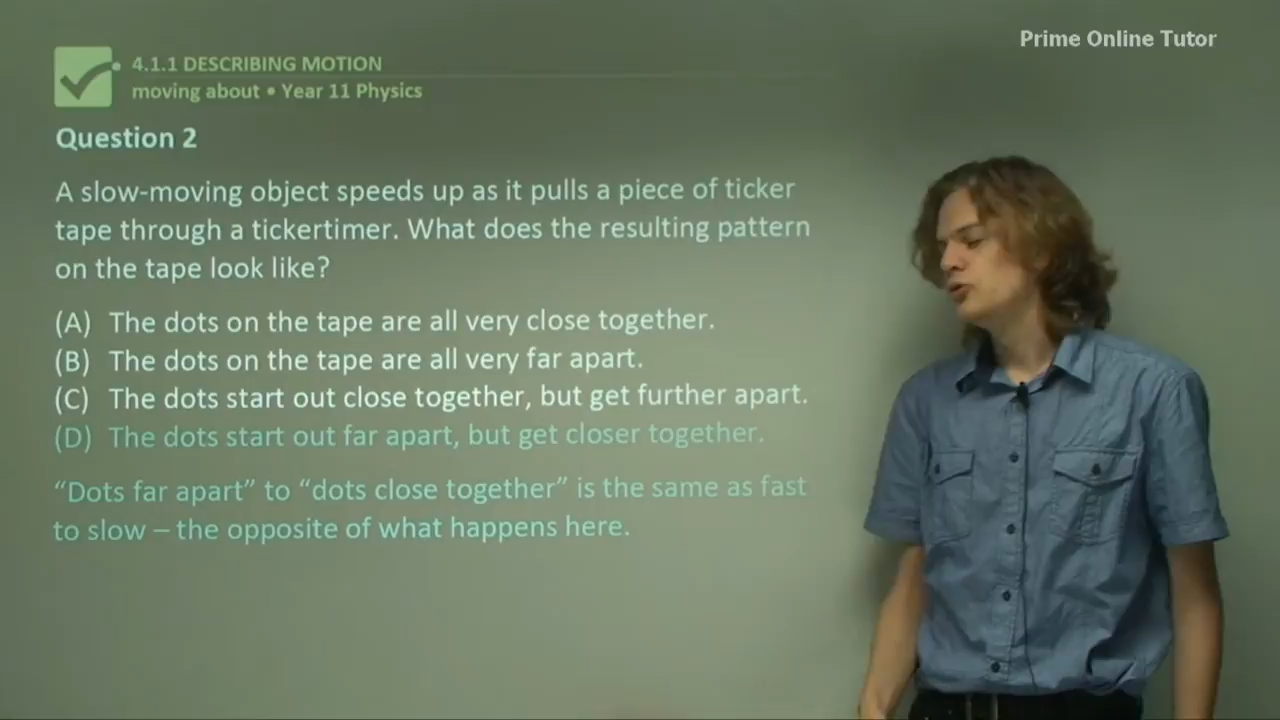 Prime Online Tutor
4.1.1 DESCRIBING MOTION
moving about • Year 11 Physics
Question 2
A slow-moving object speeds up as it pulls a piece of ticker
tape through a tickertimer. What does the resulting pattern
on the tape look like?
(A) The dots on the tape are all very close together.
(B) The dots on the tape are all very far apart.
(C) The dots start out close together, but get further apart.
(D) The dots start out far apart, but get closer together.
“Dots far apart” to “dots close together” is the same as fast
to slow – the opposite of what happens here.